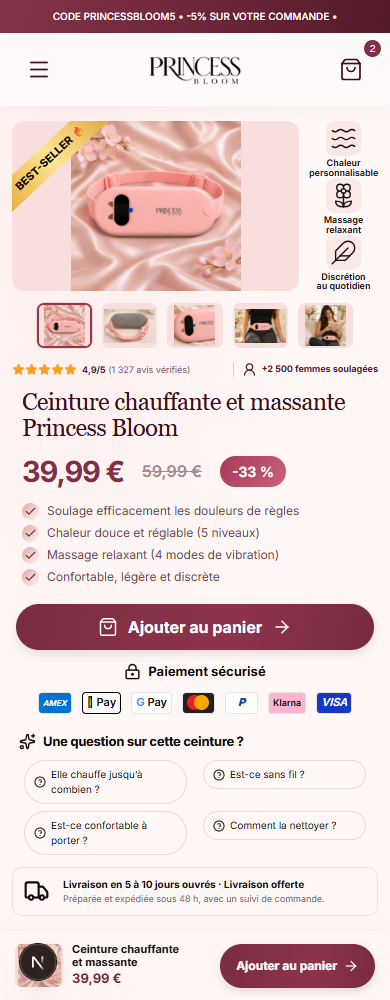 CODE PRINCESSBLOOM5 • -5% SUR VOTRE COMMANDE •
2
PRINCESS
BLOOM
BEST-SELLER 🔥
PRINCESS
Chaleur
personnalisable
Massage
relaxant
Discrétion
au quotidien
4,9/5 (1 327 avis vérifiés)
+2 500 femmes soulagées
Ceinture chauffante et massante
Princess Bloom
39,99 € 59,99 € -33 %
Soulage efficacement les douleurs de règles
Chaleur douce et réglable (5 niveaux)
Massage relaxant (4 modes de vibration)
Confortable, légère et discrète
Ajouter au panier
Paiement sécurisé
AMEX Pay G Pay P Klarna VISA
Une question sur cette ceinture ?
Elle chauffe jusqu'à
combien ?
Est-ce sans fil ?
Est-ce confortable à
porter ?
Comment la nettoyer ?
Livraison en 5 à 10 jours ouvrés · Livraison offerte
Préparée et expédiée sous 48 h, avec un suivi de commande.
N
Ceinture chauffante
et massante
39,99 €
Ajouter au panier